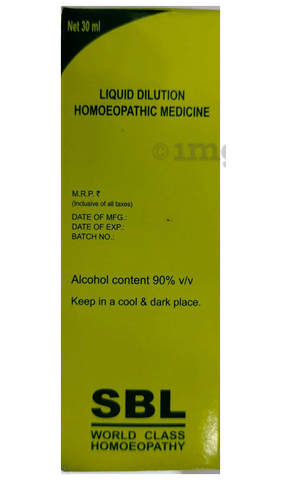 Net 30 ml
LIQUID DILUTION
HOMOEOPATHIC MEDICINE
©1mg
M.R.P. ₹
(Inclusive of all taxes)
DATE OF MFG.:
DATE OF EXP.:
BATCH NO.:
Alcohol content 90% v/v
Keep in a cool & dark place.
SBL
WORLD CLASS
HOMOEOPATHY